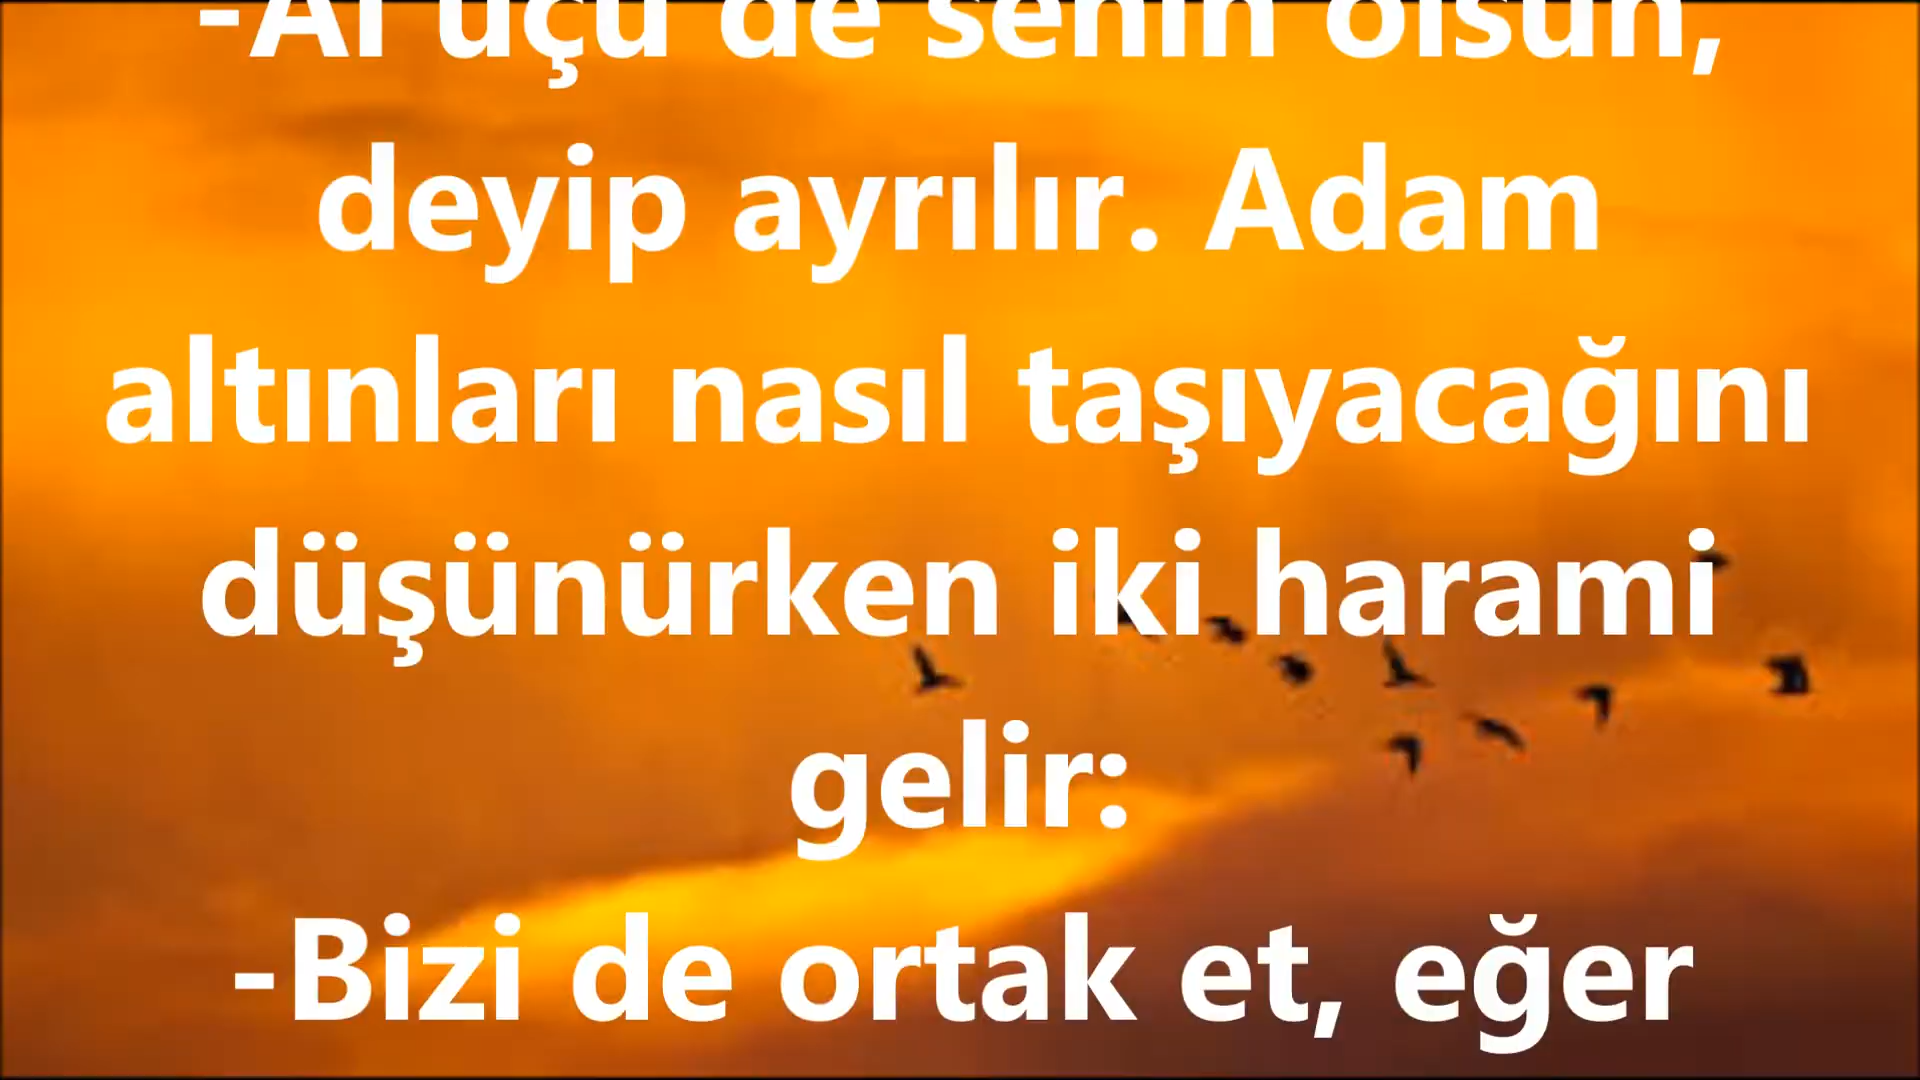 -Al üçü de senin olsun,
deyip ayrılır. Adam
altınları nasıl taşıyacağını
düşünürken iki harami
gelir:
-Bizi de ortak et, eğer